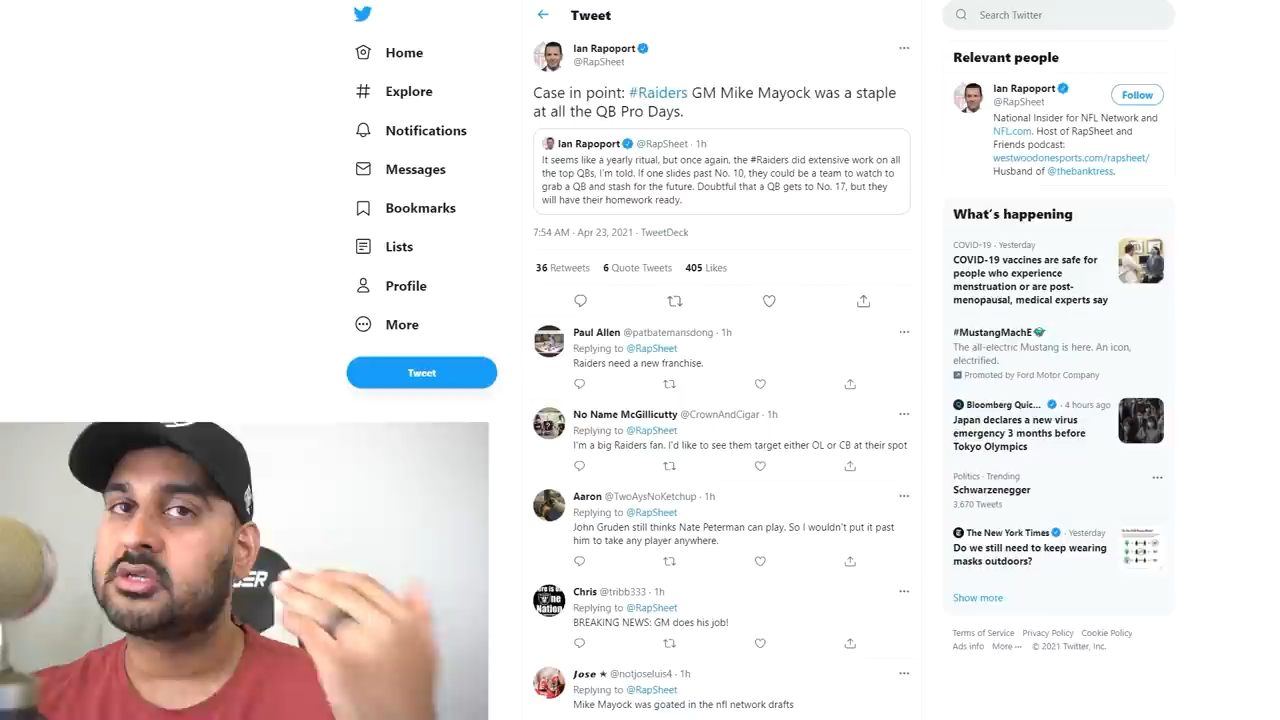 Home
Explore
Notifications
Messages
Bookmarks
Lists
Profile
More
Tweet
Tweet
Ian Rapoport
@RapSheet
Case in point: #Raiders GM Mike Mayock was a staple
at all the QB Pro Days.
Ian Rapoport @RapSheet · 1h
It seems like a yearly ritual, but once again, the #Raiders did extensive work on all
the top QBs, I'm told. If one slides past No. 10, they could be a team to watch to
grab a QB and stash for the future. Doubtful that a QB gets to No. 17, but they
will have their homework ready.
7:54 AM · Apr 23, 2021 · TweetDeck
36 Retweets 6 Quote Tweets 405 Likes
Paul Allen @patbatemansdong · 1h
Replying to @RapSheet
Raiders need a new franchise.
No Name McGillicutty @CrownAndCigar · 1h
Replying to @RapSheet
I'm a big Raiders fan. I'd like to see them target either OL or CB at their spot
Aaron @TwoAysNoKetchup · 1h
Replying to @RapSheet
John Gruden still thinks Nate Peterman can play. So I wouldn't put it past
him to take any player anywhere.
Chris @tribb333 · 1h
Replying to @RapSheet
BREAKING NEWS: GM does his job!
Jose ★ @notjoseluis4 · 1h
Replying to @RapSheet
Mike Mayock was goated in the nfl network drafts
Search Twitter
Relevant people
Ian Rapoport
@RapSheet
Follow
National Insider for NFL Network and
NFL.com. Host of RapSheet and
Friends podcast:
westwoodonesports.com/rapsheet/
Husband of @thebanktress.
What's happening
COVID-19 · Yesterday
COVID-19 vaccines are safe for
people who experience
menstruation or are post-
menopausal, medical experts say
#MustangMachE
The all-electric Mustang is here. An icon,
electrified.
Promoted by Ford Motor Company
Bloomberg Quic... · 4 hours ago
Japan declares a new virus
emergency 3 months before
Tokyo Olympics
Politics · Trending
Schwarzenegger
3,670 Tweets
The New York Times · Yesterday
Do we still need to keep wearing
masks outdoors?
Show more
Terms of Service Privacy Policy Cookie Policy
Ads info More ··· © 2021 Twitter, Inc.